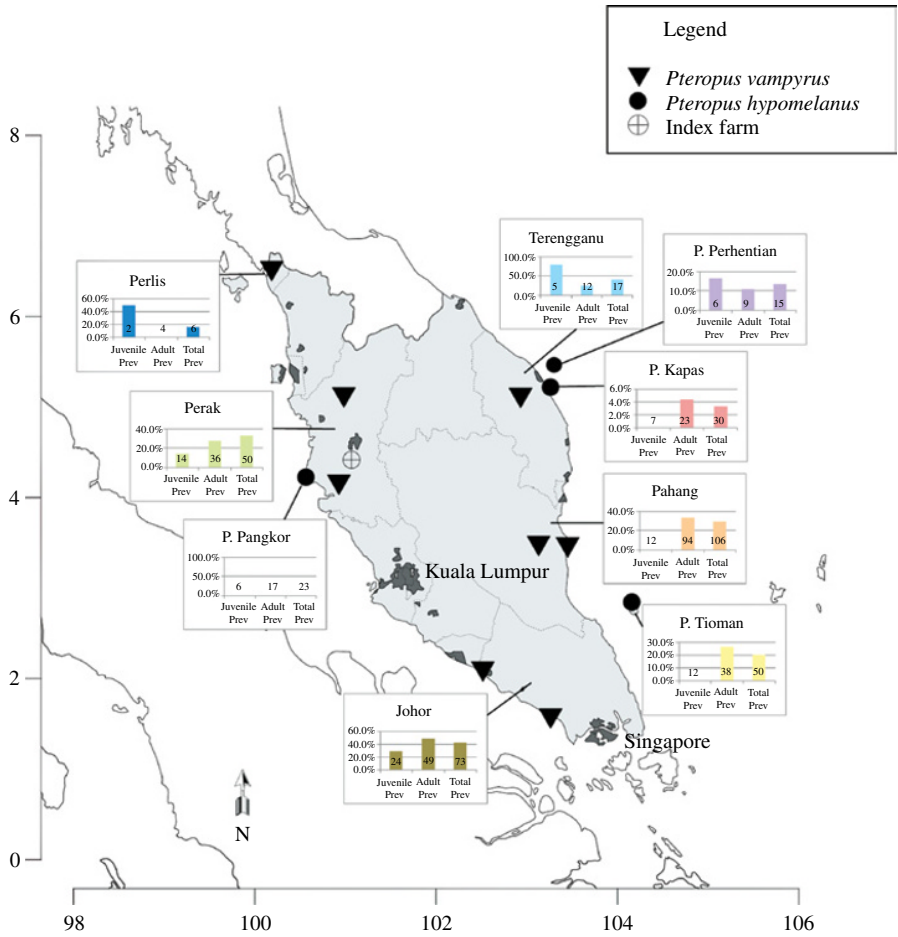 Legend
Pteropus vampyrus
Pteropus hypomelanus
Index farm
8
6
4
2
0
98 100 102 104 106
N
Kuala Lumpur
Singapore
Perlis
60.0%
40.0%
20.0%
0.0%
2 4 6
Juvenile Adult Total
Prev Prev Prev
Terengganu
100.0%
50.0%
0.0%
5 12 17
Juvenile Adult Total
Prev Prev Prev
P. Perhentian
20.0%
10.0%
0.0%
6 9 15
Juvenile Adult Total
Prev Prev Prev
P. Kapas
6.0%
4.0%
2.0%
0.0%
7 23 30
Juvenile Adult Total
Prev Prev Prev
Perak
40.0%
20.0%
0.0%
14 36 50
Juvenile Adult Total
Prev Prev Prev
Pahang
40.0%
20.0%
0.0%
12 94 106
Juvenile Adult Total
Prev Prev Prev
P. Pangkor
100.0%
50.0%
0.0%
6 17 23
Juvenile Adult Total
Prev Prev Prev
P. Tioman
30.0%
20.0%
10.0%
0.0%
12 38 50
Juvenile Adult Total
Prev Prev Prev
Johor
60.0%
40.0%
20.0%
0.0%
24 49 73
Juvenile Adult Total
Prev Prev Prev